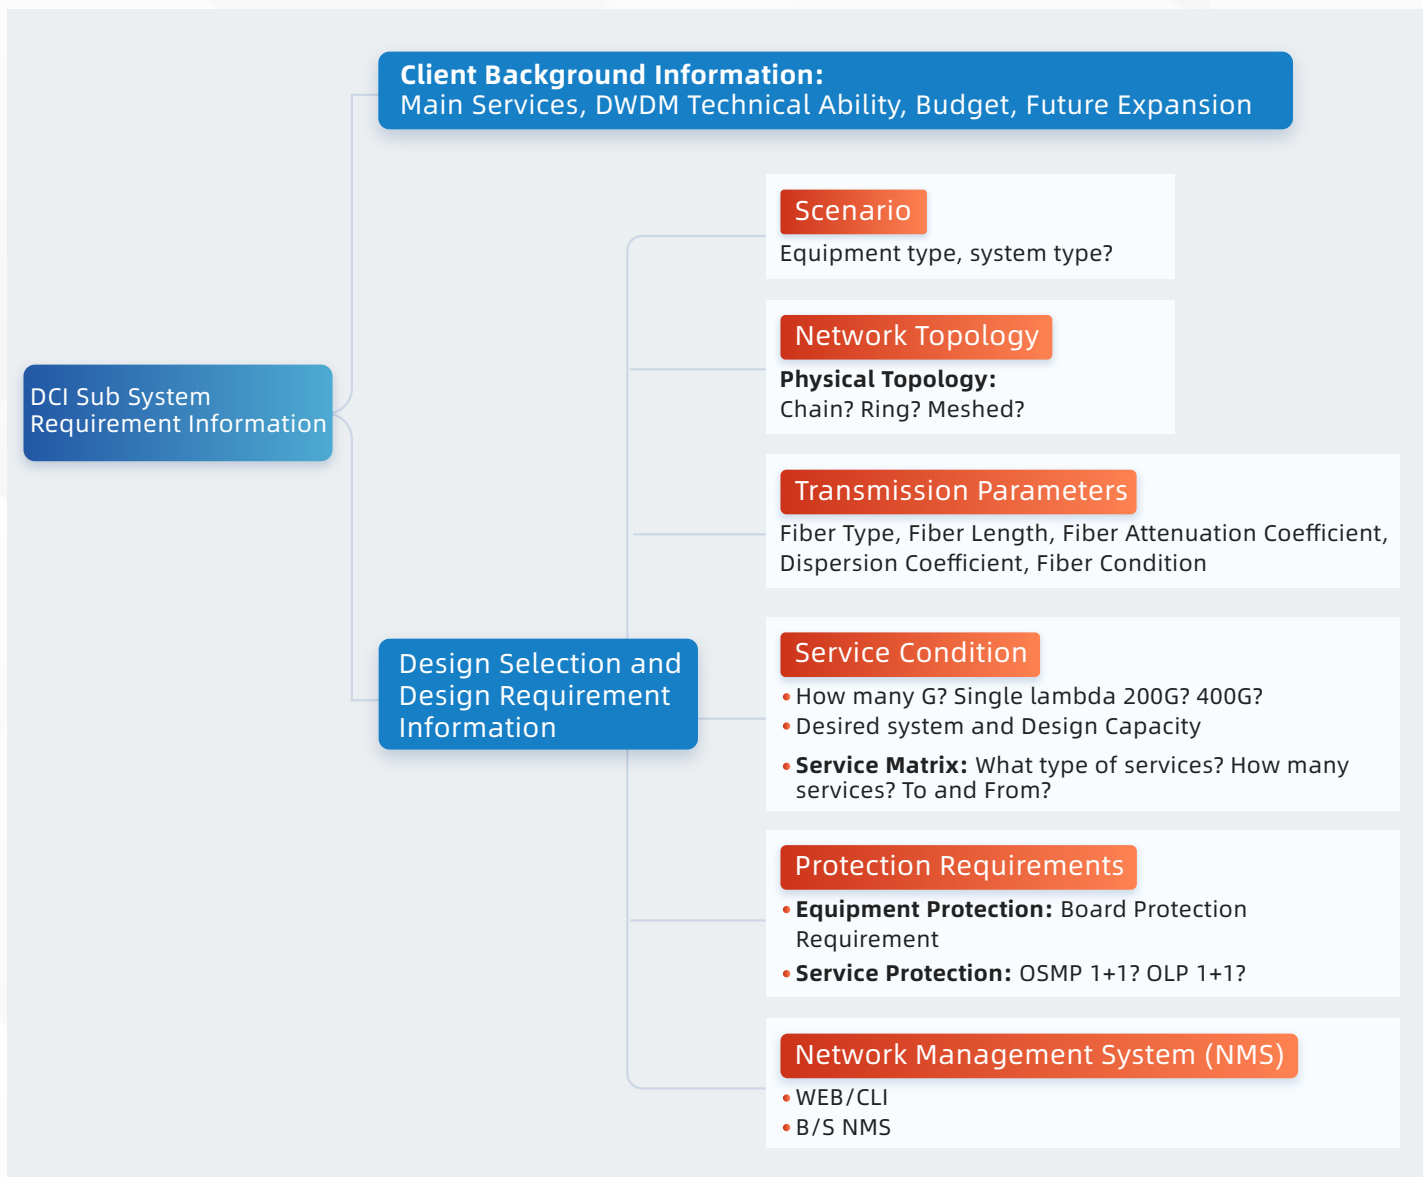 Client Background Information:
Main Services, DWDM Technical Ability, Budget, Future Expansion
DCI Sub System
Requirement Information
Design Selection and
Design Requirement
Information
Scenario
Equipment type, system type?
Network Topology
Physical Topology:
Chain? Ring? Meshed?
Transmission Parameters
Fiber Type, Fiber Length, Fiber Attenuation Coefficient,
Dispersion Coefficient, Fiber Condition
Service Condition
• How many G? Single lambda 200G? 400G?
• Desired system and Design Capacity
• Service Matrix: What type of services? How many
services? To and From?
Protection Requirements
• Equipment Protection: Board Protection
Requirement
• Service Protection: OSMP 1+1? OLP 1+1?
Network Management System (NMS)
• WEB/CLI
• B/S NMS